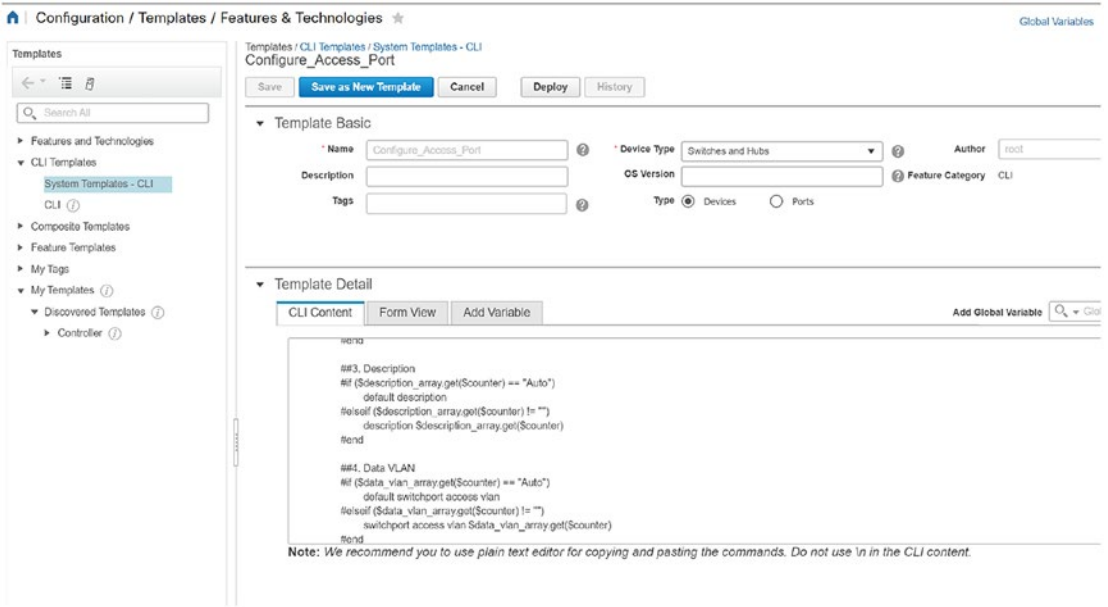 Configuration / Templates / Features & Technologies
Global Variables
Templates
Search All
Features and Technologies
CLI Templates
System Templates - CLI
CLI
Composite Templates
Feature Templates
My Tags
My Templates
Discovered Templates
Controller
Templates / CLI Templates / System Templates - CLI
Configure_Access_Port
Save Save as New Template Cancel Deploy History
Template Basic
* Name Configure_Access_Port * Device Type Switches and Hubs Author root
Description OS Version Feature Category CLI
Tags Type Devices Ports
Template Detail
CLI Content Form View Add Variable Add Global Variable Glo
#end
##3. Description
#if ($description_array.get($counter) == "Auto")
default description
#elseif ($description_array.get($counter) != "")
description $description_array.get($counter)
#end
##4. Data VLAN
#if ($data_vlan_array.get($counter) == "Auto")
default switchport access vlan
#elseif ($data_vlan_array.get($counter) != "")
switchport access vlan $data_vlan_array.get($counter)
#end
Note: We recommend you to use plain text editor for copying and pasting the commands. Do not use \n in the CLI content.